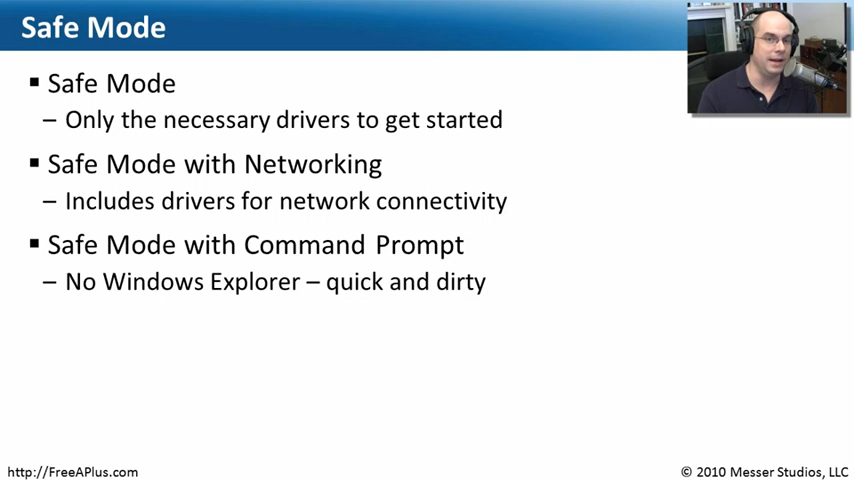 Safe Mode
▪ Safe Mode
– Only the necessary drivers to get started
▪ Safe Mode with Networking
– Includes drivers for network connectivity
▪ Safe Mode with Command Prompt
– No Windows Explorer – quick and dirty
http://FreeAPlus.com
© 2010 Messer Studios, LLC